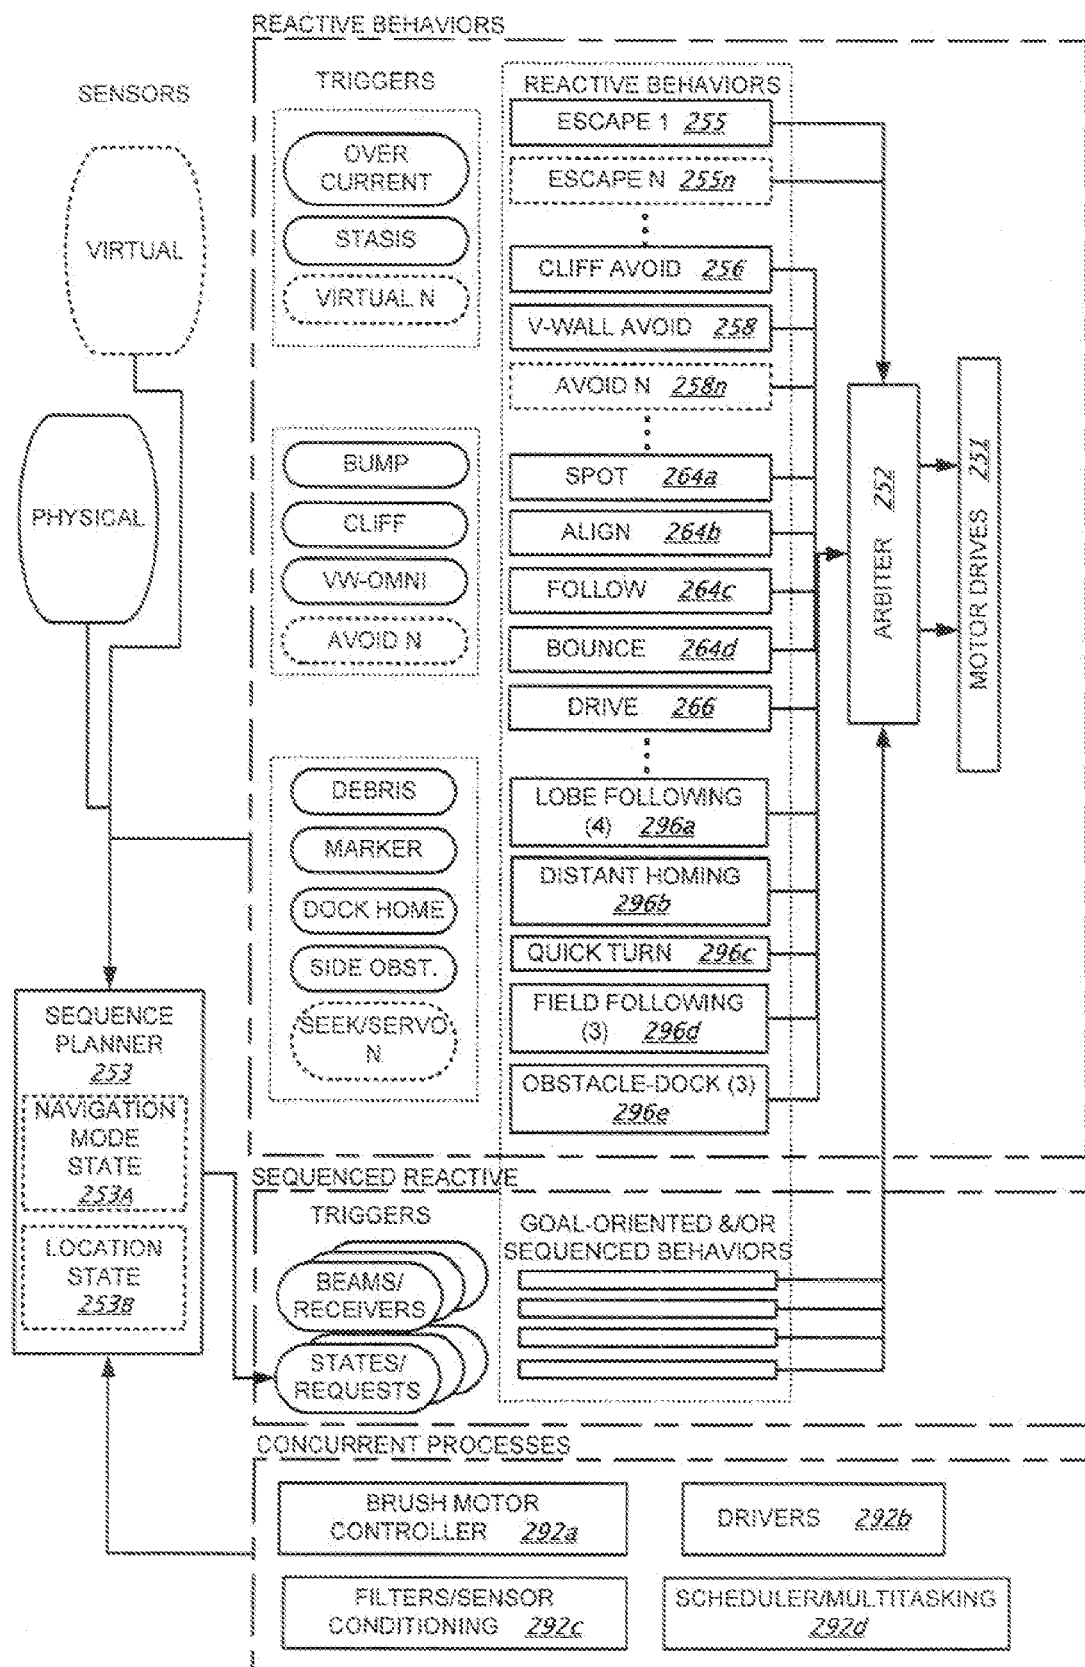 REACTIVE BEHAVIORS
SENSORS
VIRTUAL
PHYSICAL
TRIGGERS
OVER
CURRENT
STASIS
VIRTUAL N
BUMP
CLIFF
VW-OMNI
AVOID N
DEBRIS
MARKER
DOCK HOME
SIDE OBST.
SEEK/SERVO
N
REACTIVE BEHAVIORS
ESCAPE 1 255
ESCAPE N 255n
CLIFF AVOID 256
V-WALL AVOID 258
AVOID N 258n
SPOT 264a
ALIGN 264b
FOLLOW 264c
BOUNCE 264d
DRIVE 266
LOBE FOLLOWING
(4) 296a
DISTANT HOMING
296b
QUICK TURN 296c
FIELD FOLLOWING
(3) 296d
OBSTACLE-DOCK (3)
296e
ARBITER 252
MOTOR DRIVES 251
SEQUENCE
PLANNER
253
NAVIGATION
MODE
STATE
253A
LOCATION
STATE
253B
SEQUENCED REACTIVE
TRIGGERS
BEAMS/
RECEIVERS
STATES/
REQUESTS
GOAL-ORIENTED &/OR
SEQUENCED BEHAVIORS
CONCURRENT PROCESSES
BRUSH MOTOR
CONTROLLER 292a
DRIVERS 292b
FILTERS/SENSOR
CONDITIONING 292c
SCHEDULER/MULTITASKING
292d